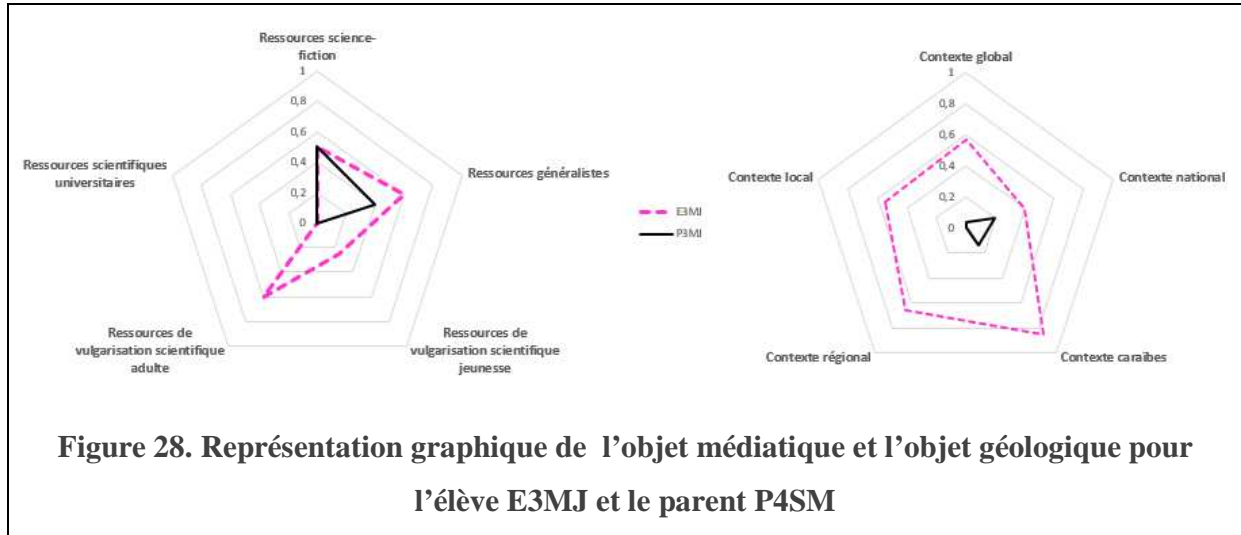 Ressources science-
fiction
1
0,8
0,6
0,4
0,2
0
Ressources scientifiques
universitaires
Ressources généralistes
Ressources de
vulgarisation scientifique
adulte
Ressources de
vulgarisation scientifique
jeunesse
E3MJ
P3MJ
Contexte global
1
0,8
0,6
0,4
0,2
0
Contexte local
Contexte national
Contexte régional
Contexte caraïbes
Figure 28. Représentation graphique de l’objet médiatique et l’objet géologique pour
l’élève E3MJ et le parent P4SM